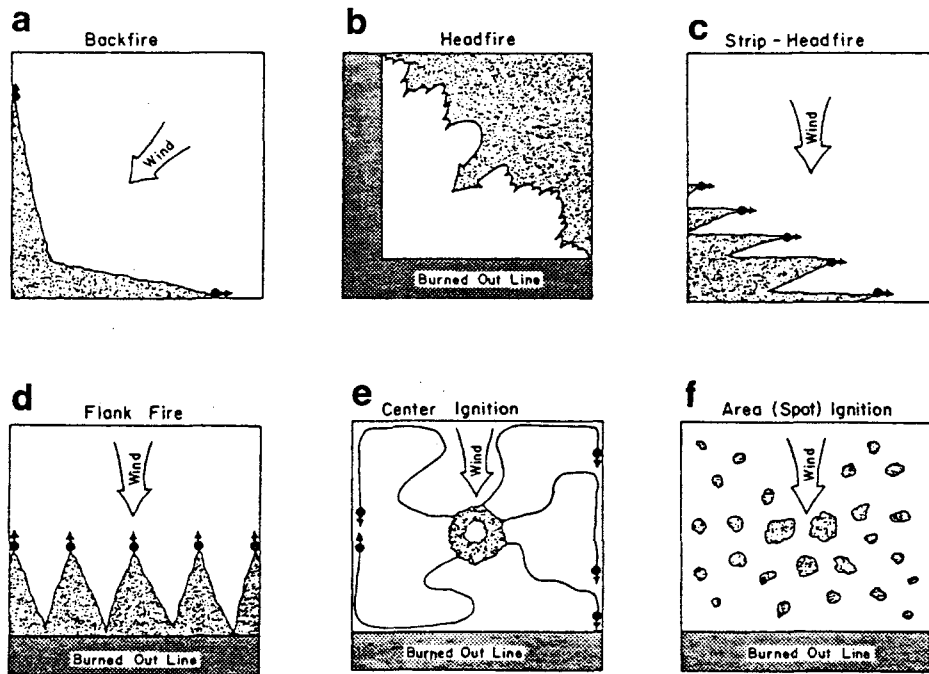 a
Backfire
Wind
b
Headfire
Burned Out Line
c
Strip-Headfire
Wind
d
Flank Fire
Wind
Burned Out Line
e
Center Ignition
Wind
Burned Out Line
f
Area (Spot) Ignition
Wind
Burned Out Line